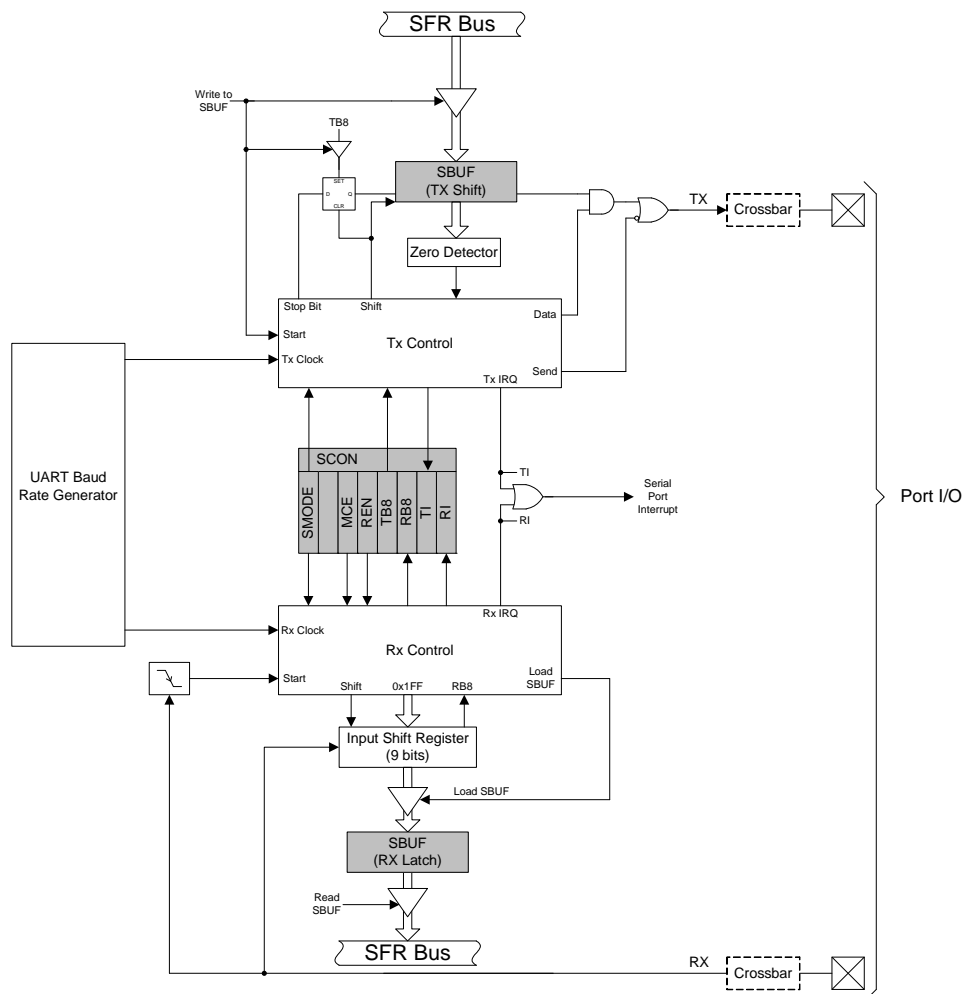 SFR Bus
Write to
SBUF
TB8
SET
D
Q
CLR
SBUF
(TX Shift)
TX
Crossbar
Zero Detector
Stop Bit
Shift
Data
Start
Tx Control
Tx Clock
Send
Tx IRQ
UART Baud
Rate Generator
SCON
SMODE
MCE
REN
TB8
RB8
TI
RI
TI
Serial
Port
Interrupt
RI
Port I/O
Rx IRQ
Rx Clock
Rx Control
Start
Load
SBUF
Shift
0x1FF
RB8
Input Shift Register
(9 bits)
Load SBUF
SBUF
(RX Latch)
Read
SBUF
SFR Bus
RX
Crossbar